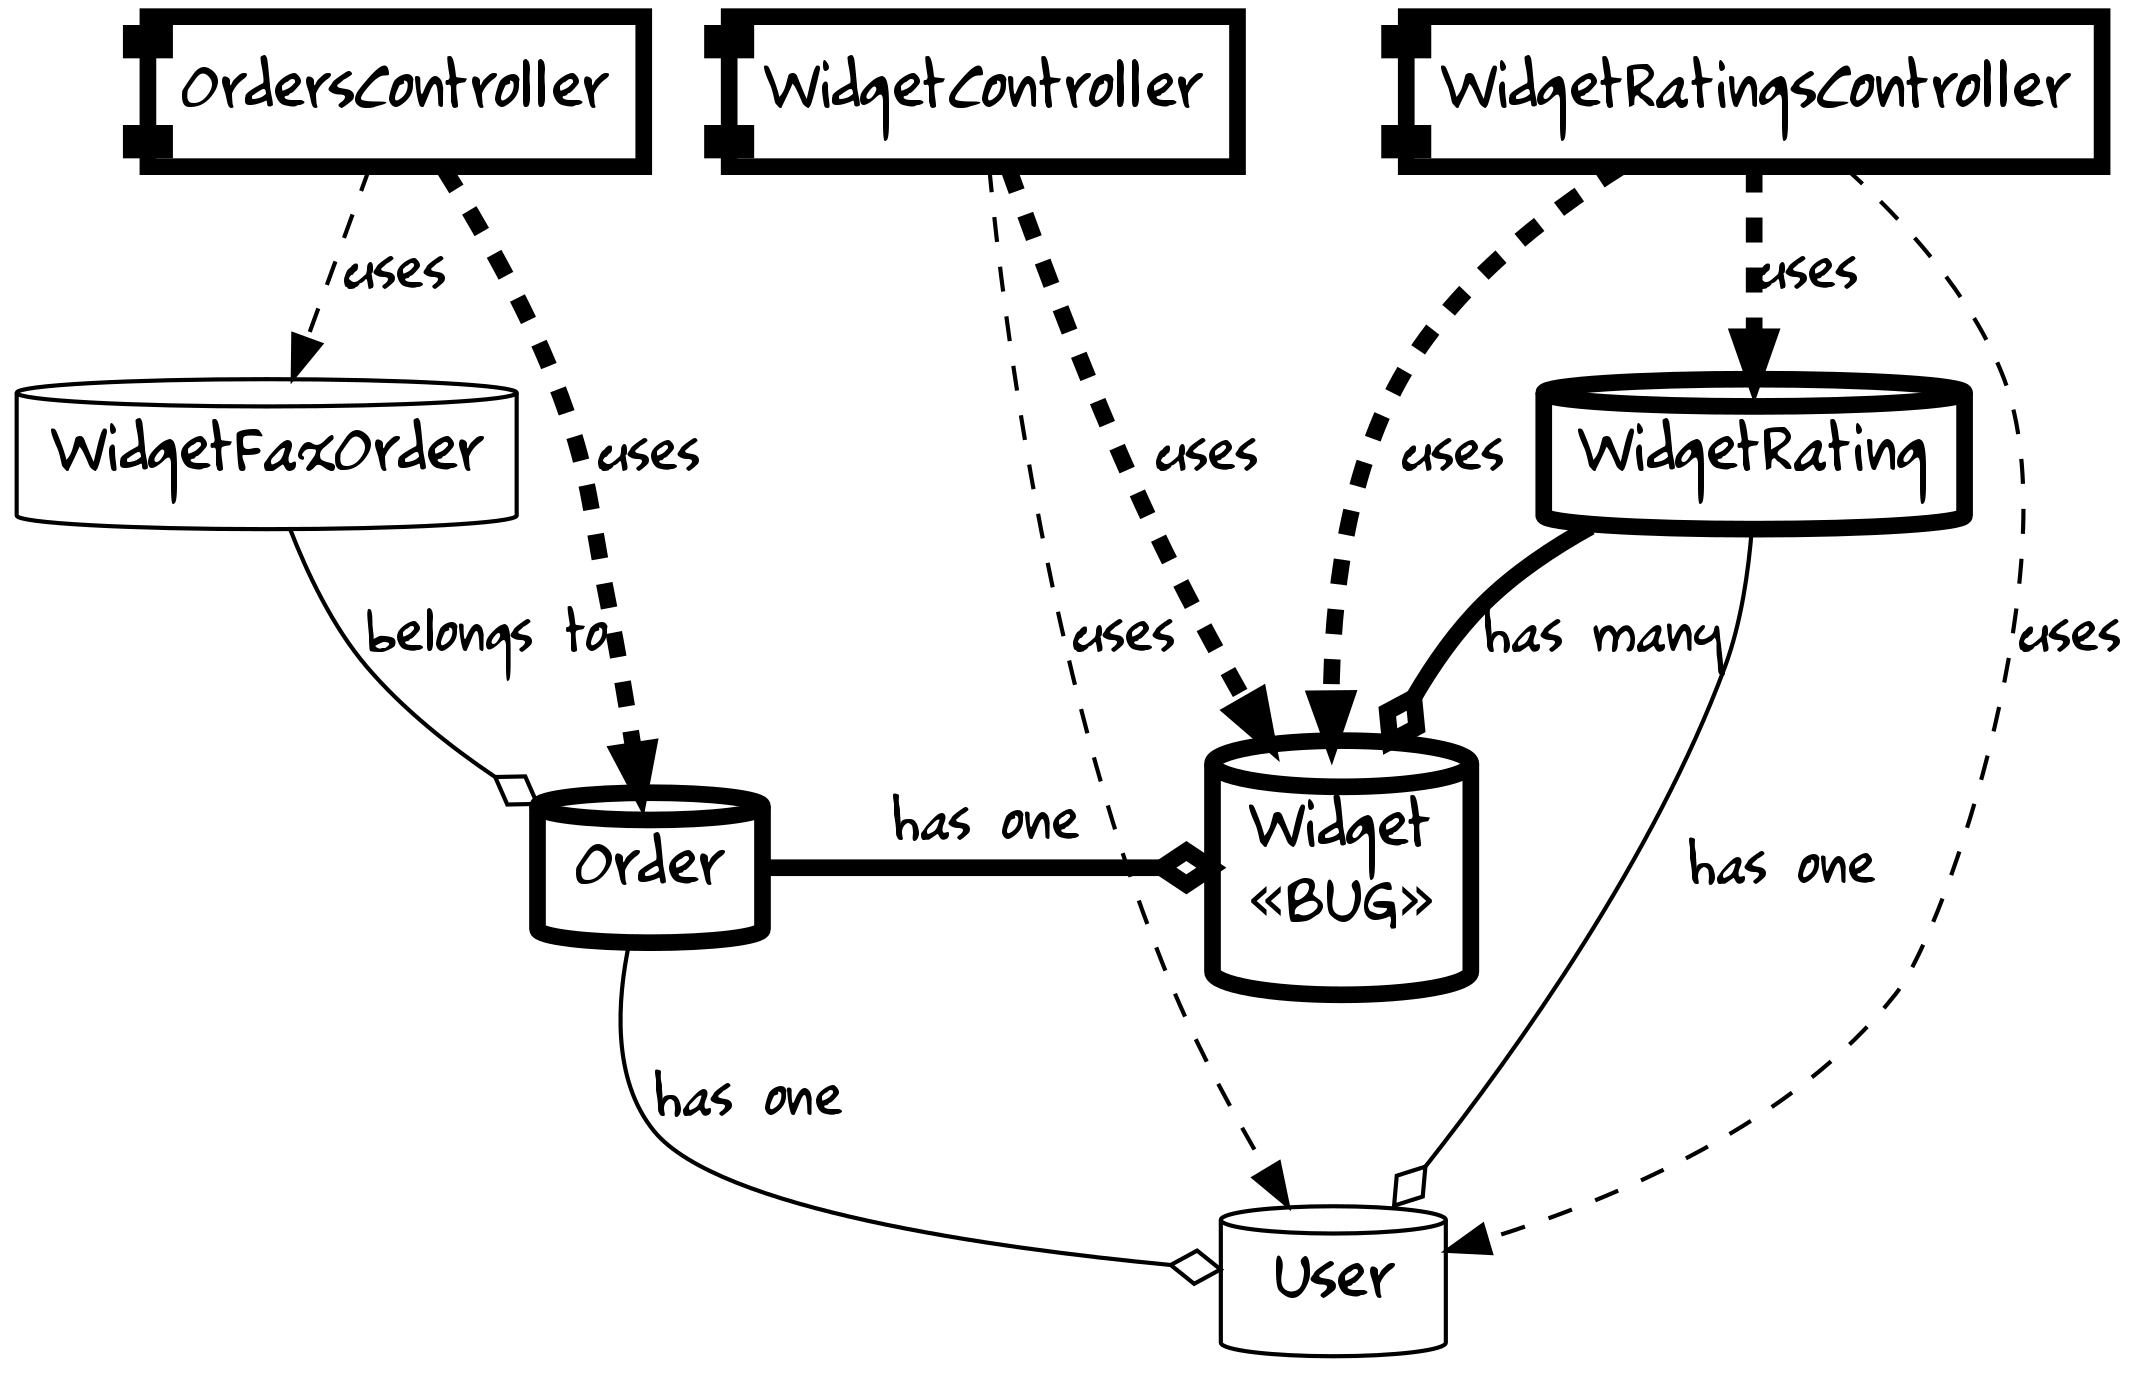 OrdersController
WidgetController
WidgetRatingsController
uses
uses
WidgetFaxOrder
uses
uses
uses
WidgetRating
belongs to
uses
has many
uses
has one
Widget
«BUG»
Order
has one
has one
User